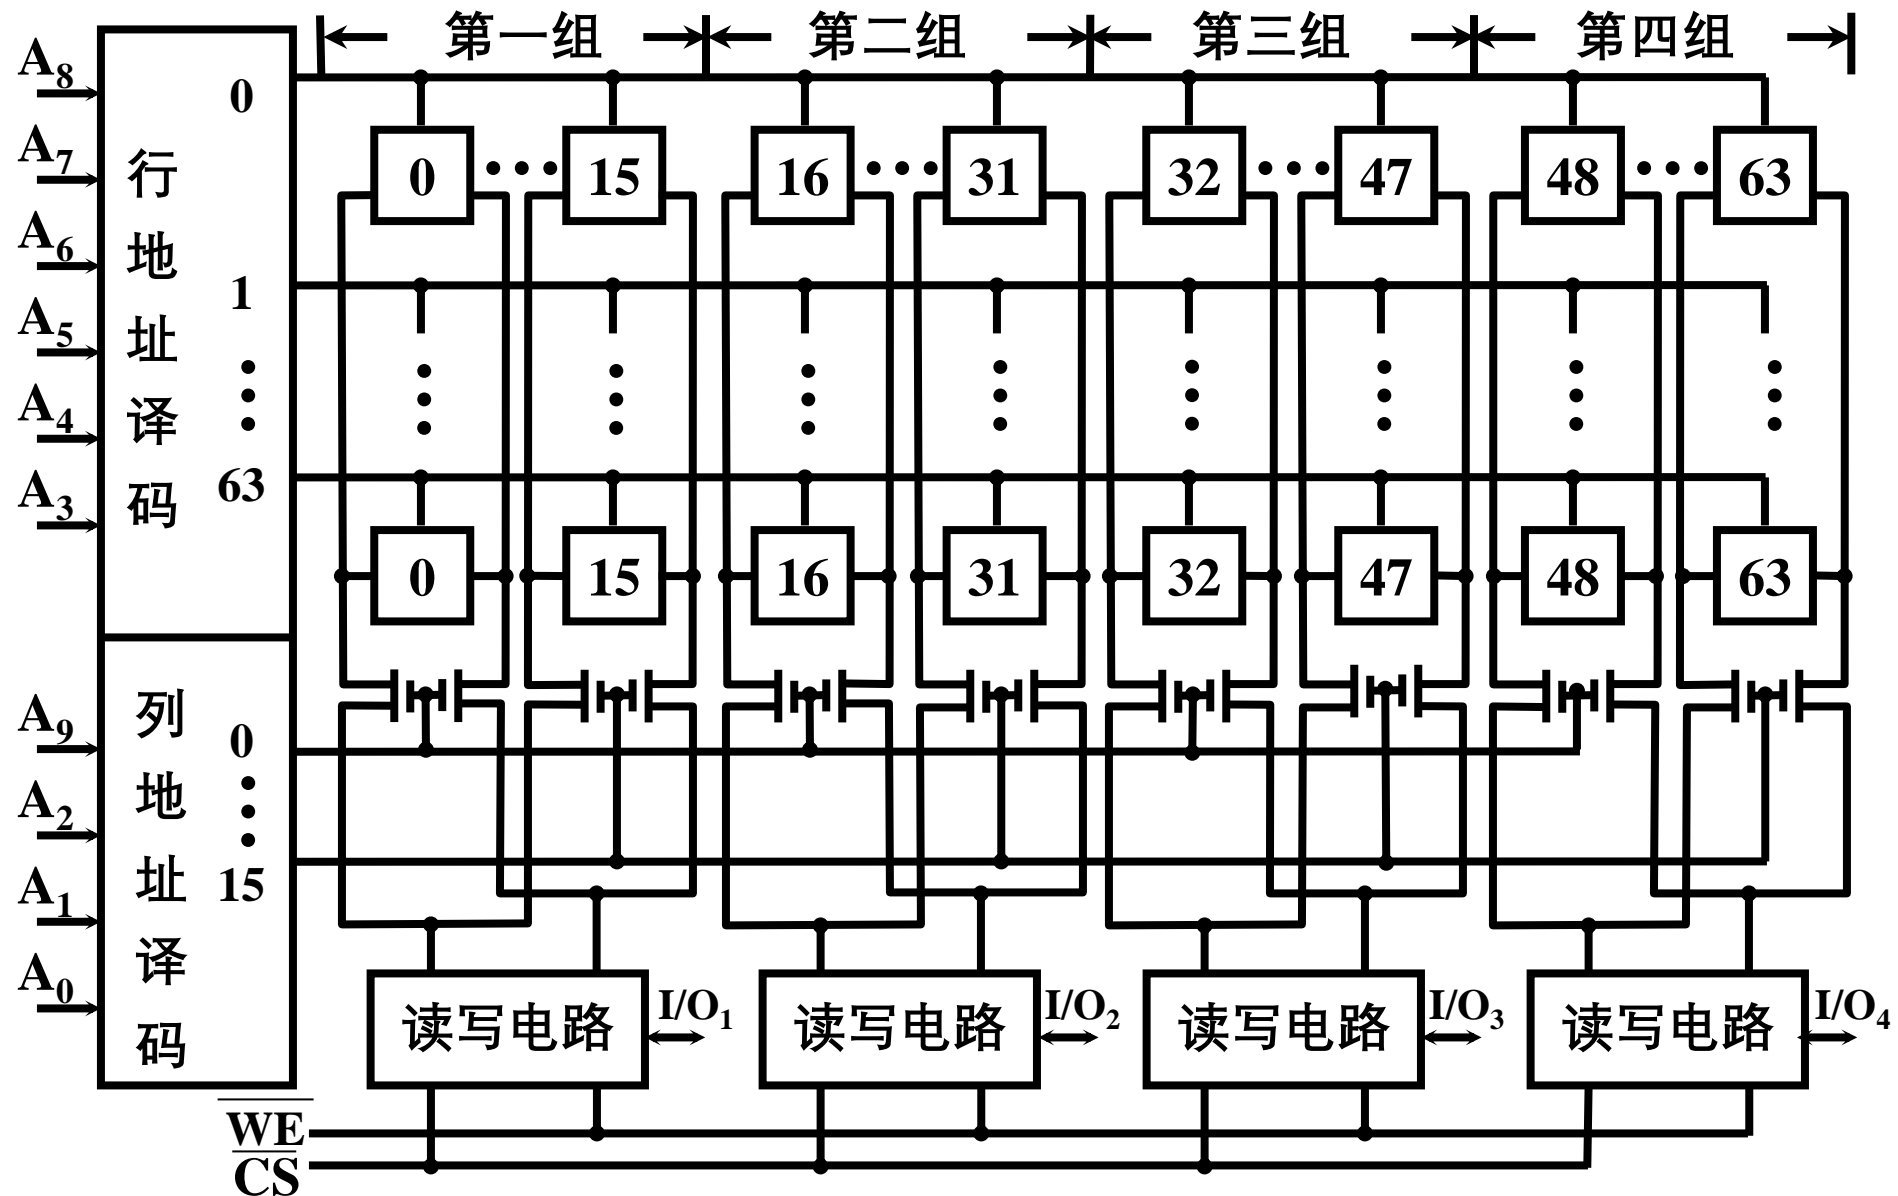 第一组 第二组 第三组 第四组
A8
A7
A6
A5
A4
A3
行地址译码
0
1
63
0 15 16 31 32 47 48 63
0 15 16 31 32 47 48 63
A9
A2
A1
A0
列地址译码
0
15
读写电路 I/O1 读写电路 I/O2 读写电路 I/O3 读写电路 I/O4
WE
CS